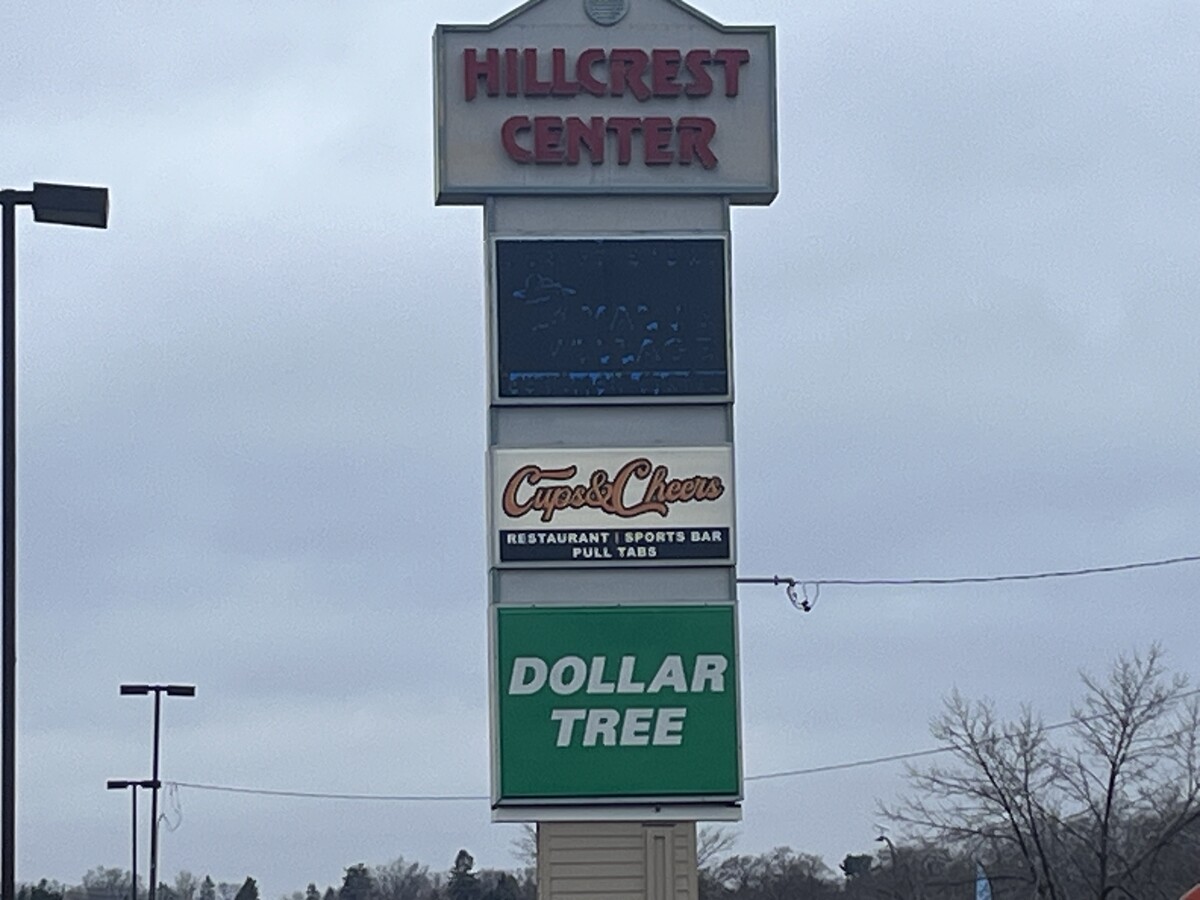 HILLCREST
CENTER
Cups&Cheers
RESTAURANT | SPORTS BAR
PULL TABS
DOLLAR
TREE